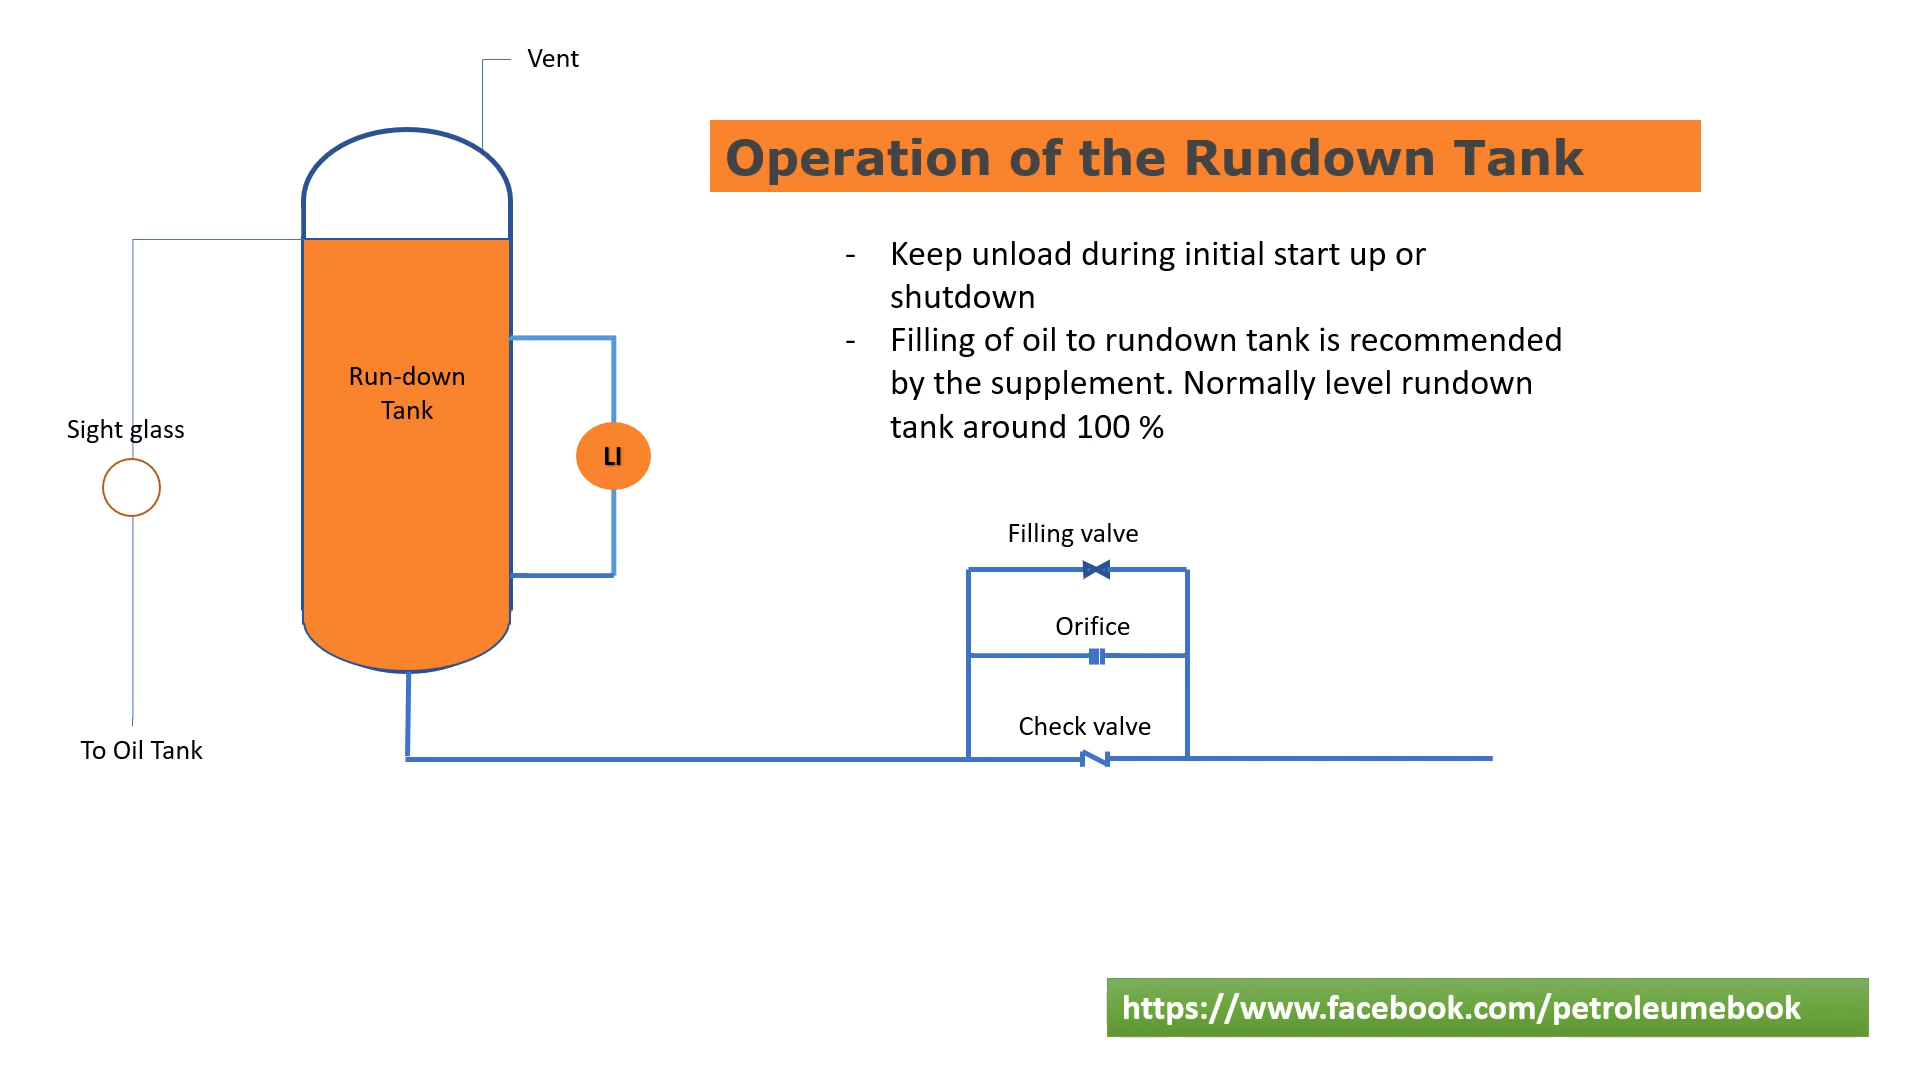 Vent
Operation of the Rundown Tank
- Keep unload during initial start up or
shutdown
- Filling of oil to rundown tank is recommended
by the supplement. Normally level rundown
tank around 100 %
Run-down
Tank
Sight glass
LI
Filling valve
Orifice
Check valve
To Oil Tank
https://www.facebook.com/petroleumebook